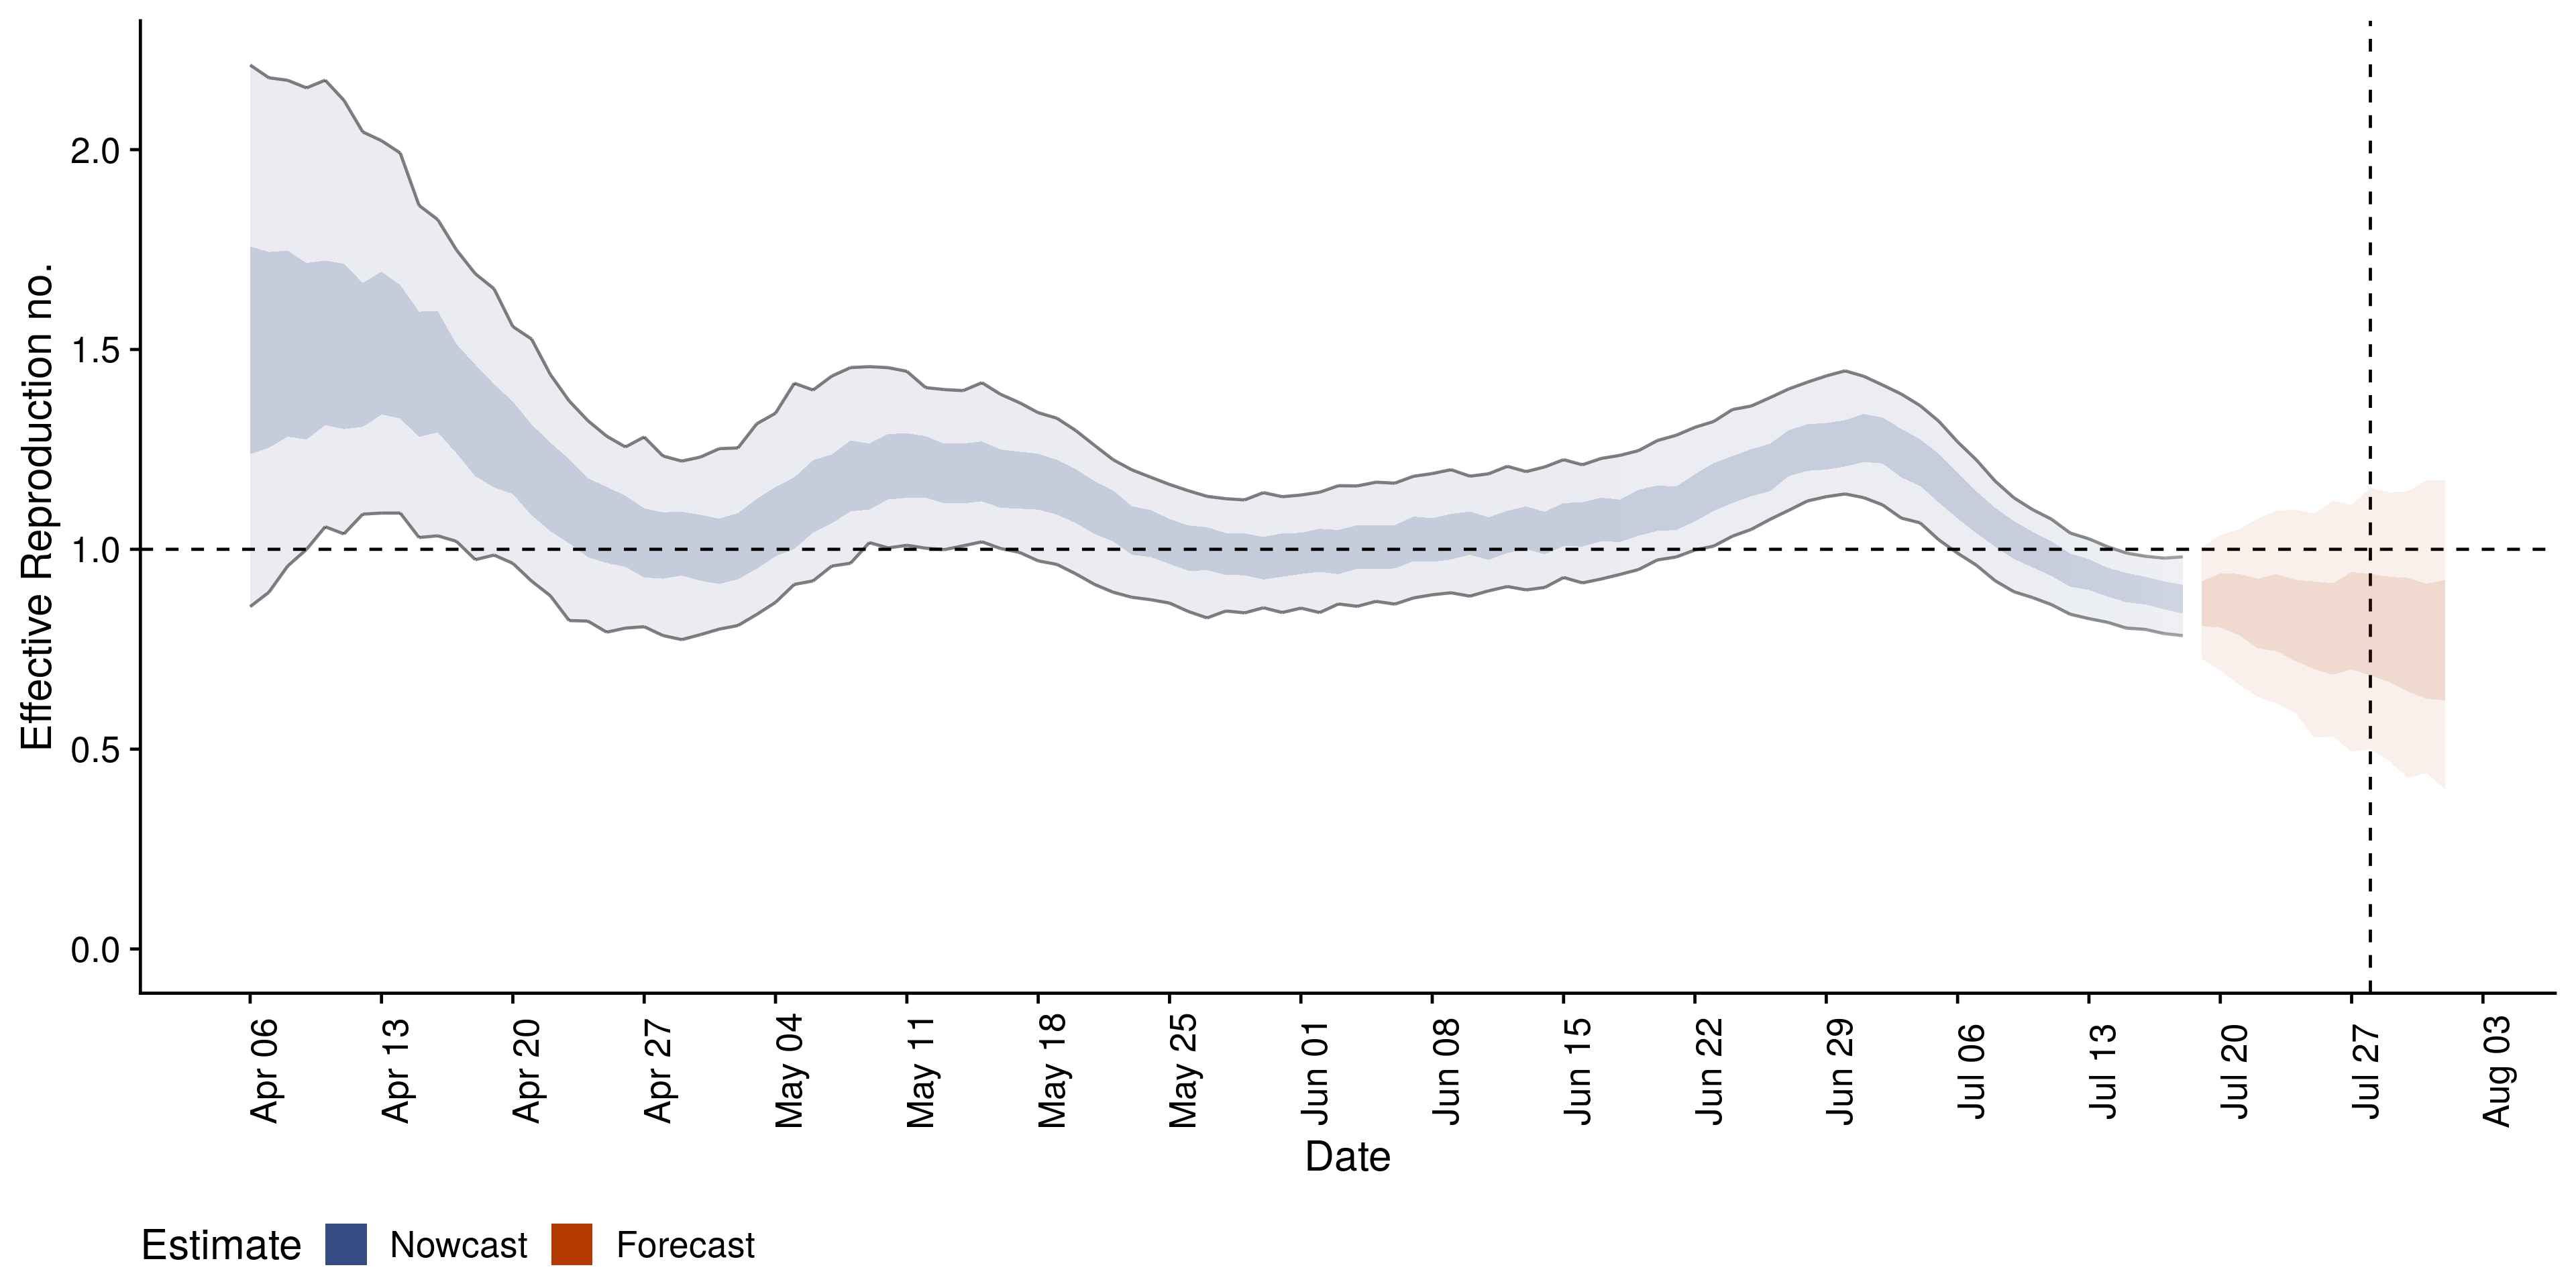 Effective Reproduction no.
2.0
1.5
1.0
0.5
0.0
Apr 06
Apr 13
Apr 20
Apr 27
May 04
May 11
May 18
May 25
Jun 01
Jun 08
Jun 15
Jun 22
Jun 29
Jul 06
Jul 13
Jul 20
Jul 27
Aug 03
Date
Estimate Nowcast Forecast